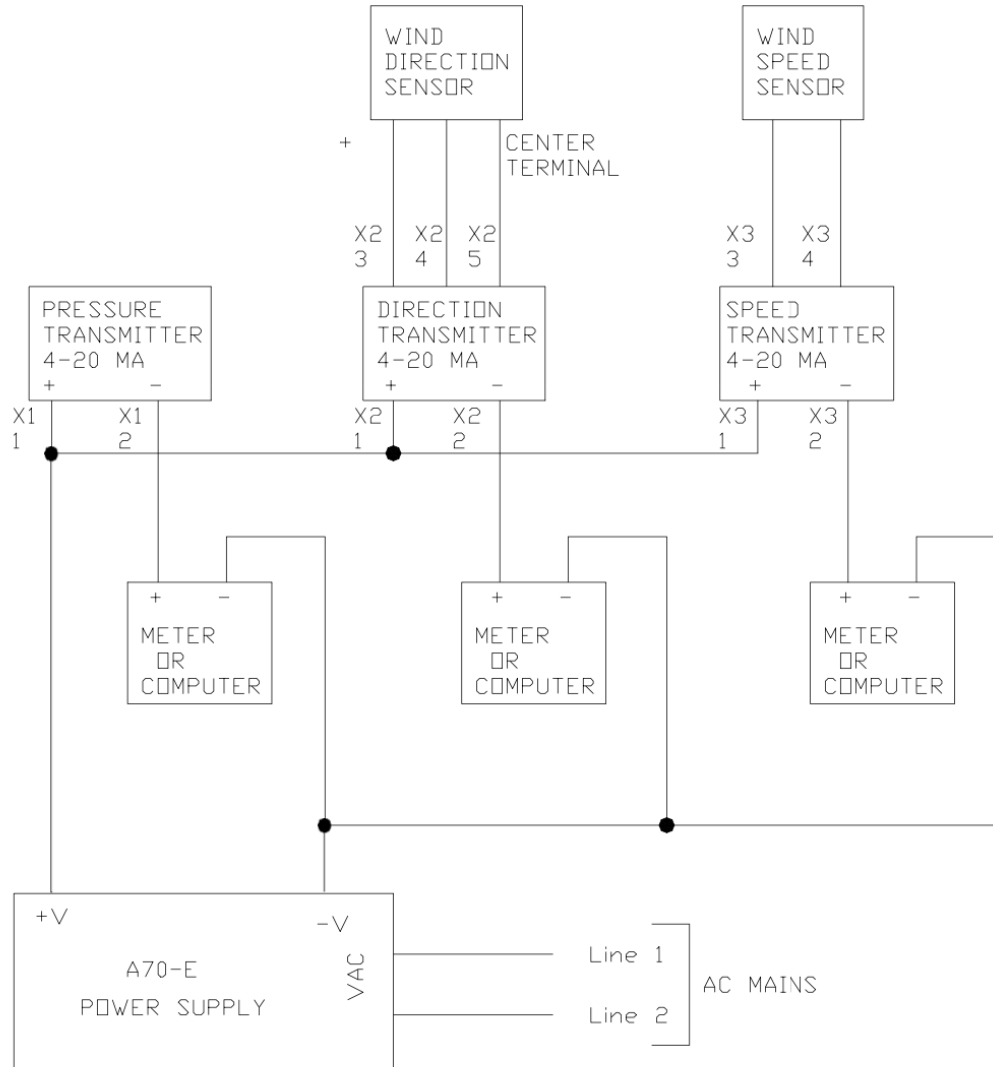 WIND
DIRECTION
SENSOR
WIND
SPEED
SENSOR
+
CENTER
TERMINAL
X2
3
X2
4
X2
5
X3
3
X3
4
PRESSURE
TRANSMITTER
4-20 MA
+ -
DIRECTION
TRANSMITTER
4-20 MA
+ -
SPEED
TRANSMITTER
4-20 MA
+ -
X1
1
X1
2
X2
1
X2
2
X3
1
X3
2
+ -
METER
OR
COMPUTER
+ -
METER
OR
COMPUTER
+ -
METER
OR
COMPUTER
+V
-V
VAC
A70-E
POWER SUPPLY
Line 1
Line 2
AC MAINS